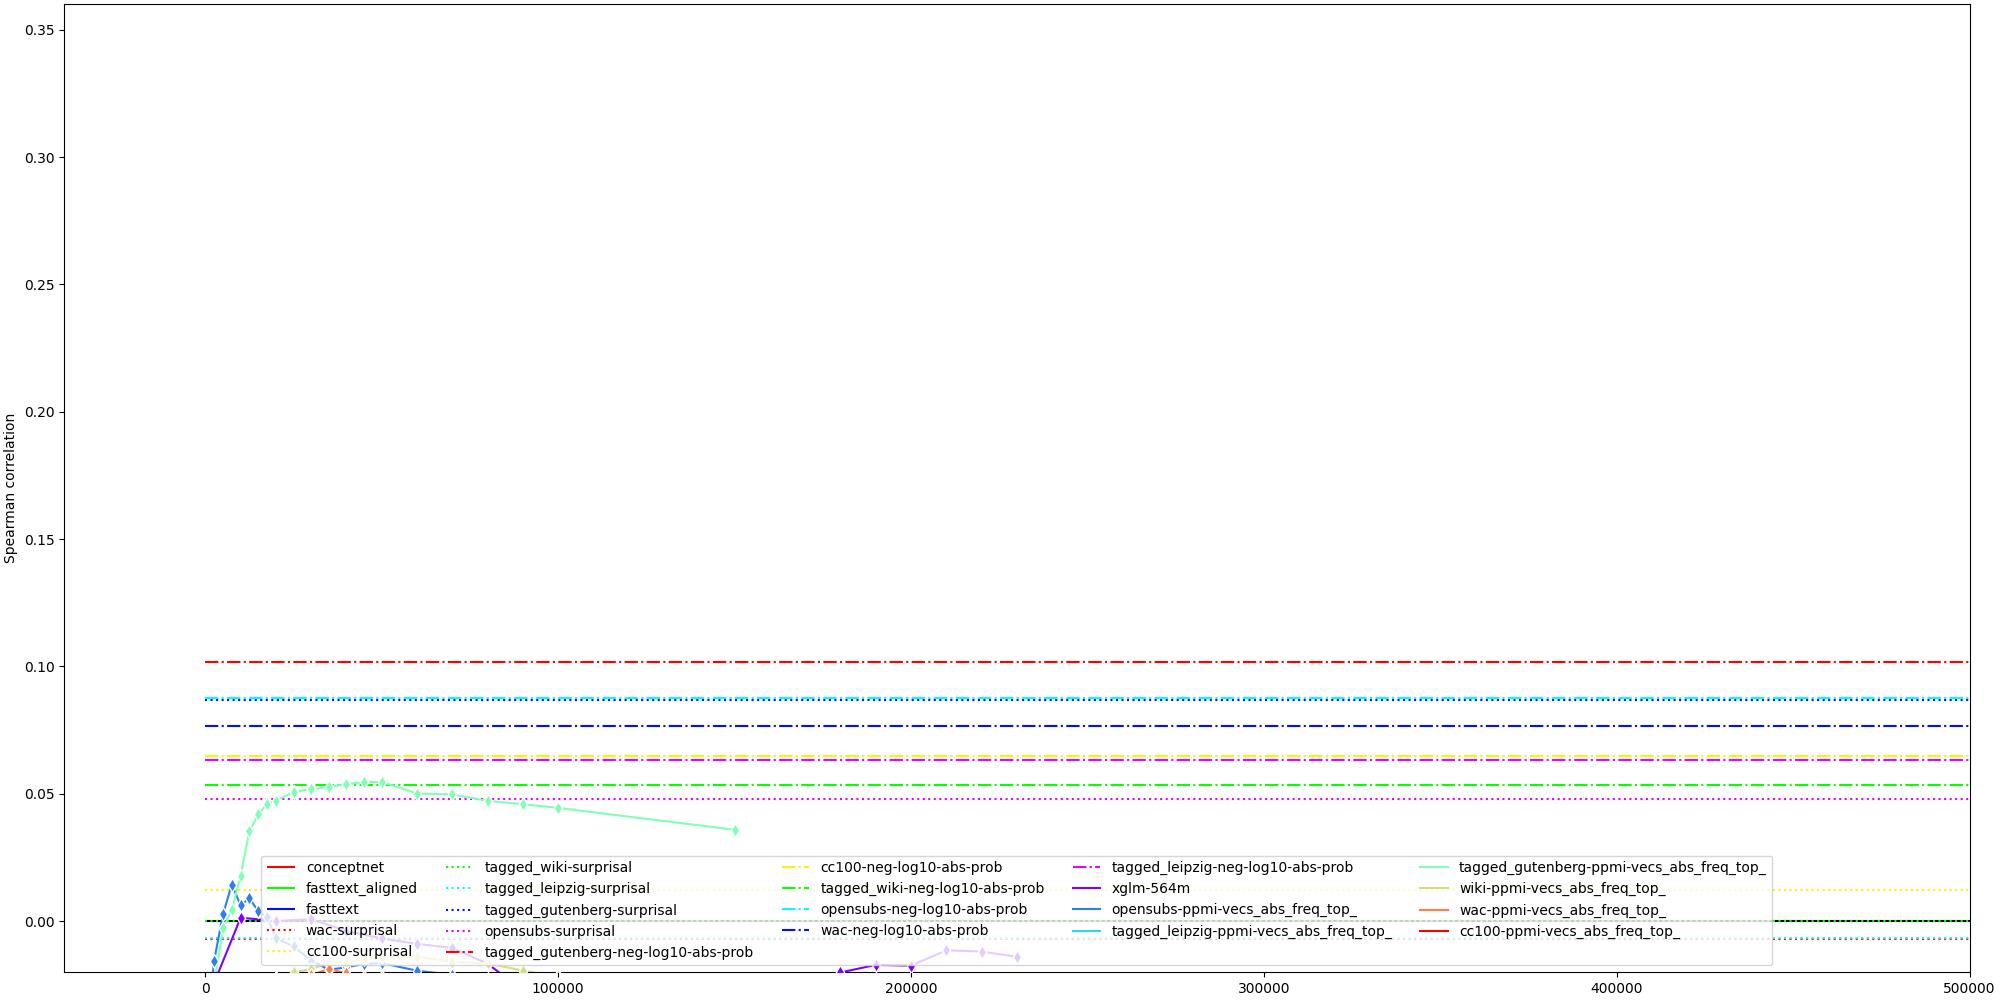 0.35
0.30
0.25
0.20
0.15
0.10
0.05
0.00
Spearman correlation
conceptnet
fasttext_aligned
fasttext
wac-surprisal
cc100-surprisal
tagged_wiki-surprisal
tagged_leipzig-surprisal
tagged_gutenberg-surprisal
opensubs-surprisal
tagged_gutenberg-neg-log10-abs-prob
cc100-neg-log10-abs-prob
tagged_wiki-neg-log10-abs-prob
opensubs-neg-log10-abs-prob
wac-neg-log10-abs-prob
tagged_leipzig-neg-log10-abs-prob
xglm-564m
opensubs-ppmi-vecs_abs_freq_top_
tagged_leipzig-ppmi-vecs_abs_freq_top_
tagged_gutenberg-ppmi-vecs_abs_freq_top_
wiki-ppmi-vecs_abs_freq_top_
wac-ppmi-vecs_abs_freq_top_
cc100-ppmi-vecs_abs_freq_top_
0 100000 200000 300000 400000 500000